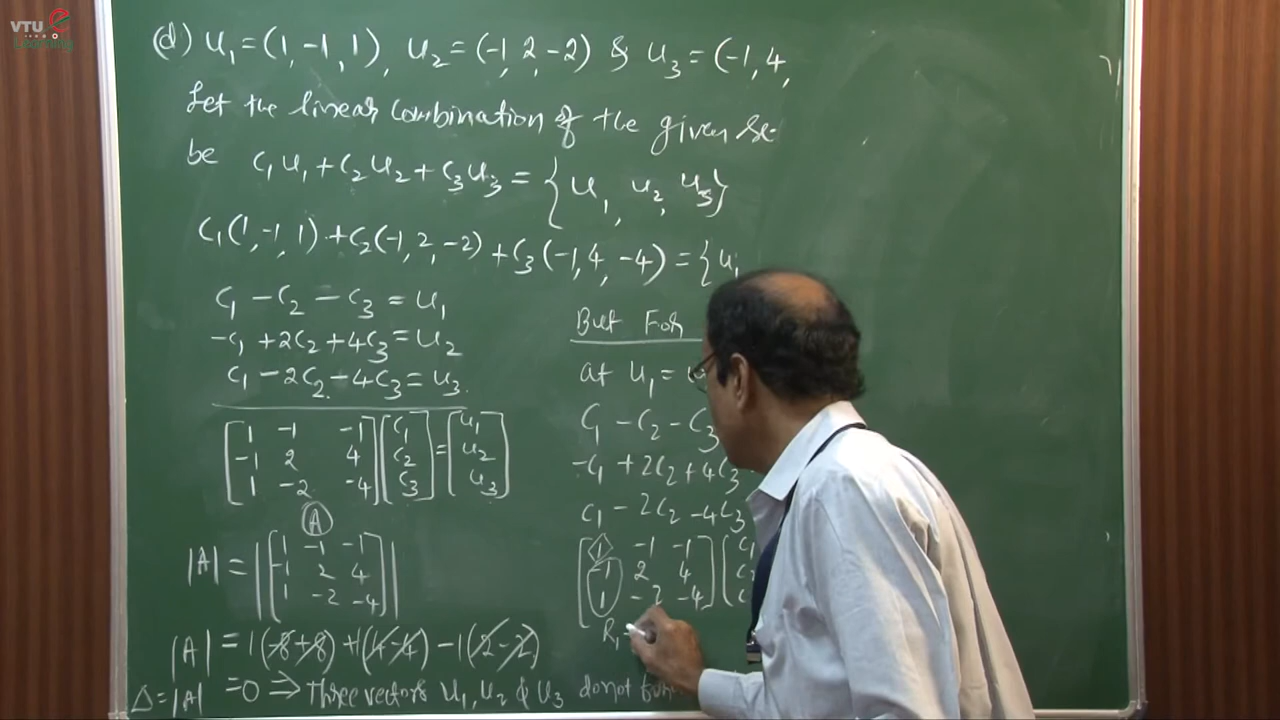 VTU e Learning
(d) u₁ = (1, -1, 1), u₂ = (-1, 2, -2) & u₃ = (-1, 4,
Let the linear combination of the given Se
be c₁u₁ + c₂u₂ + c₃u₃ = {u₁, u₂, u₃}
c₁(1, -1, 1) + c₂(-1, 2, -2) + c₃(-1, 4, -4) = {u₁
c₁ - c₂ - c₃ = u₁
-c₁ + 2c₂ + 4c₃ = u₂
c₁ - 2c₂ - 4c₃ = u₃.
[1 -1 -1] [c₁] = [u₁]
[-1 2 4] [c₂] = [u₂]
[1 -2 -4] [c₃] = [u₃]
A
|A| = |[1 -1 -1]|
|[-1 2 4]|
|[1 -2 -4]|
|A| = 1(-8+8) +1(4-4) -1(2-2)
Δ = |A| = 0 ⇒ Three vectors u₁, u₂ & u₃ do not
But For
at u₁ =
c₁ - c₂ - c₃
-c₁ + 2c₂ + 4c₃
c₁ - 2c₂ - 4c₃
[1 -1 -1] [c₁
[-1 2 4] [c₂
[1 -2 -4] [c
R₁